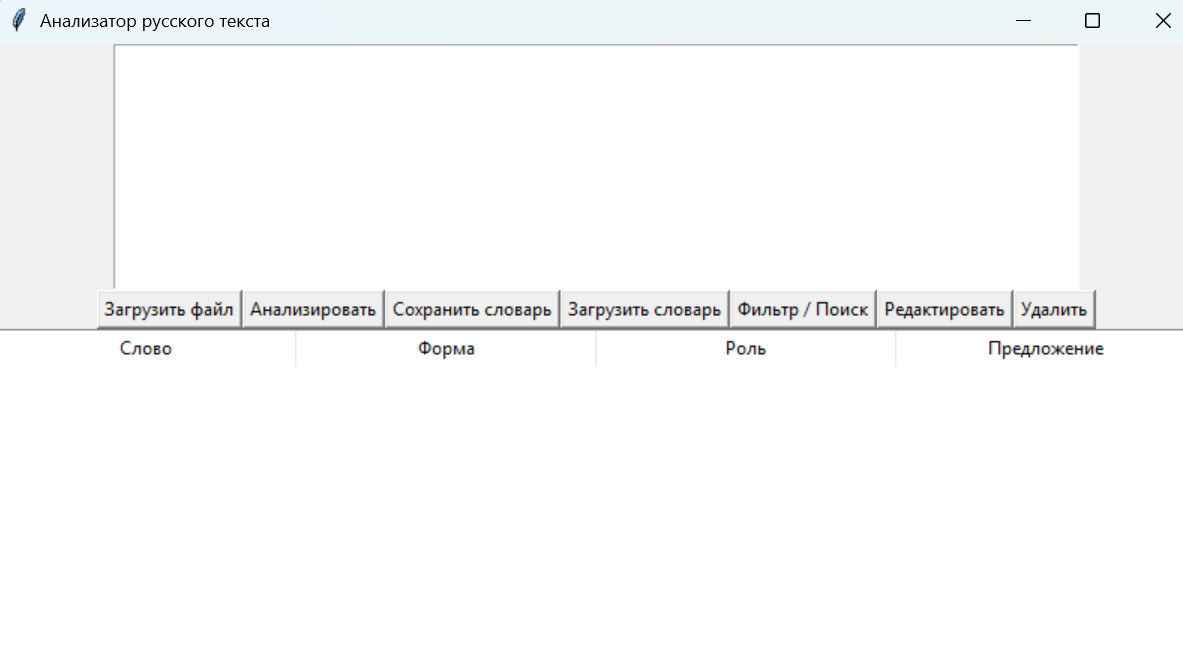 Анализатор русского текста
Загрузить файл Анализировать Сохранить словарь Загрузить словарь Фильтр / Поиск Редактировать Удалить
Слово Форма Роль Предложение